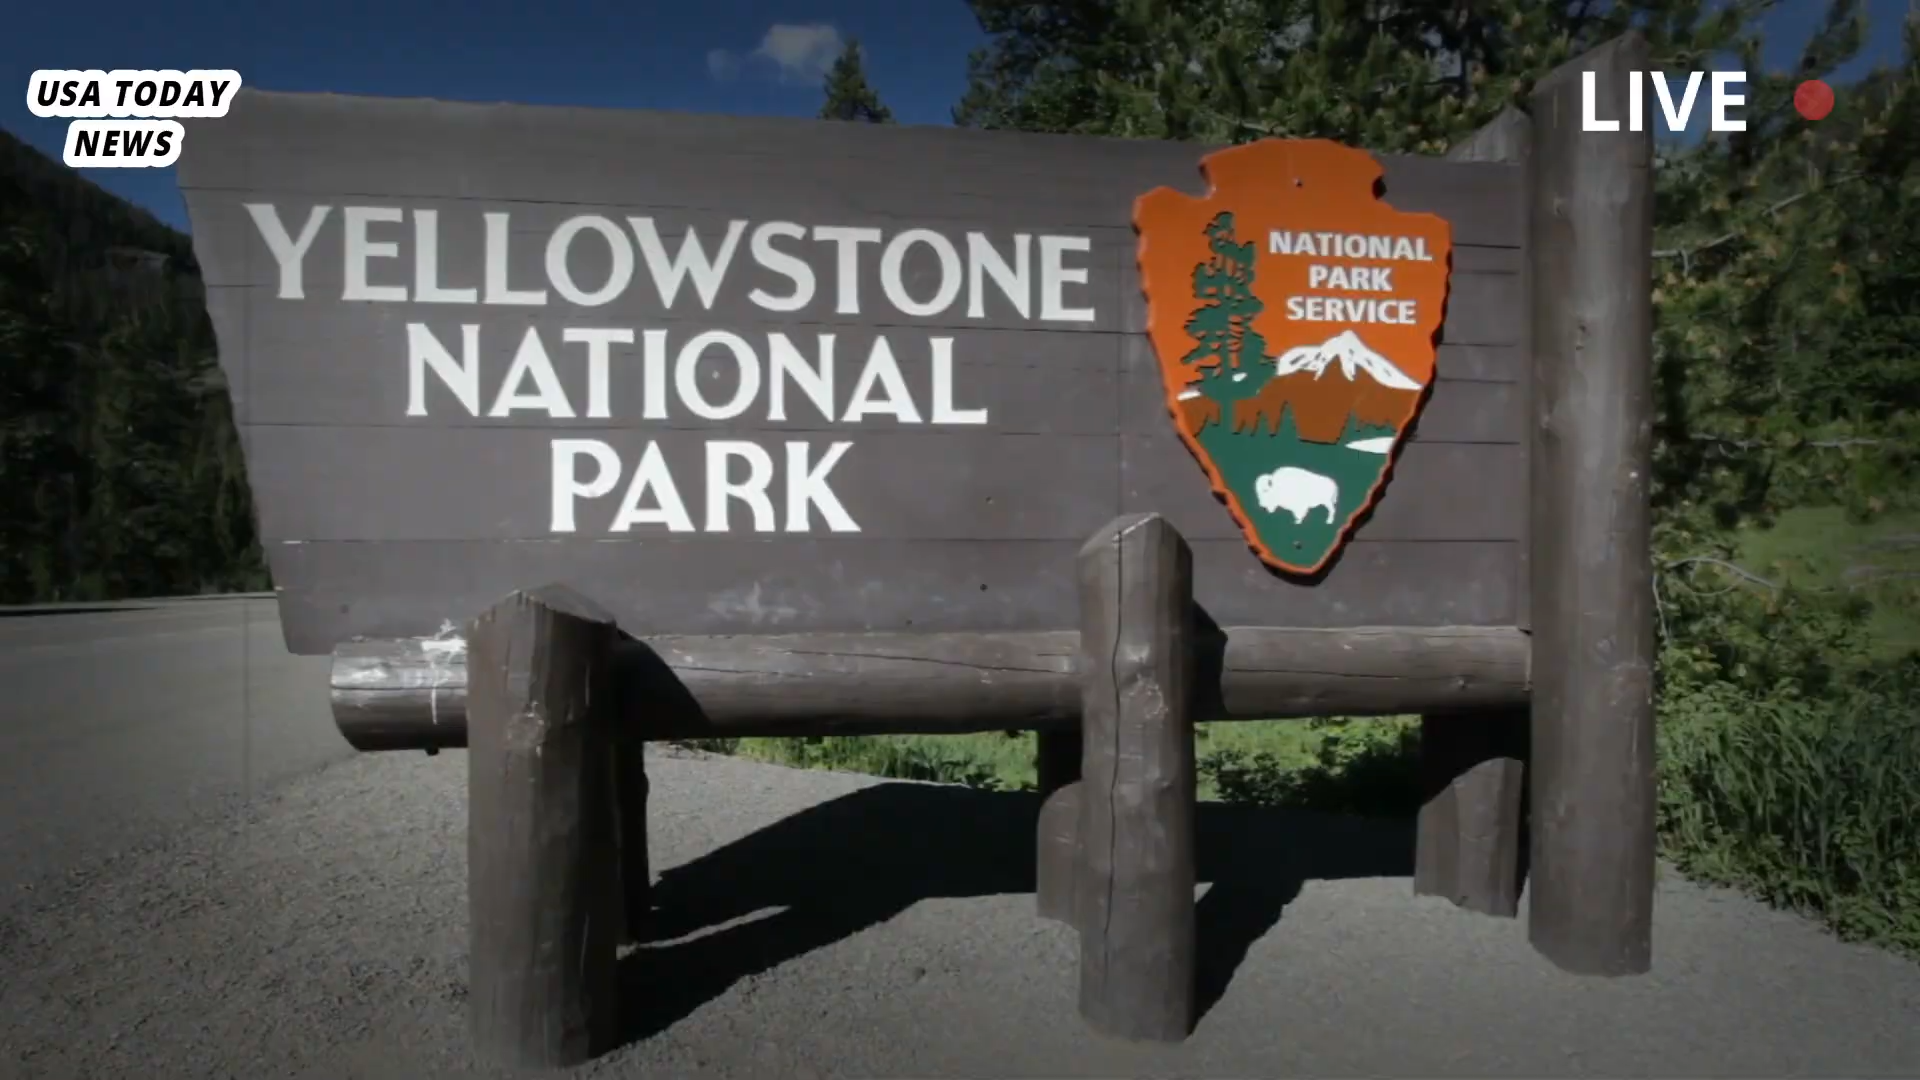 USA TODAY
NEWS
LIVE
YELLOWSTONE
NATIONAL
PARK
NATIONAL
PARK
SERVICE